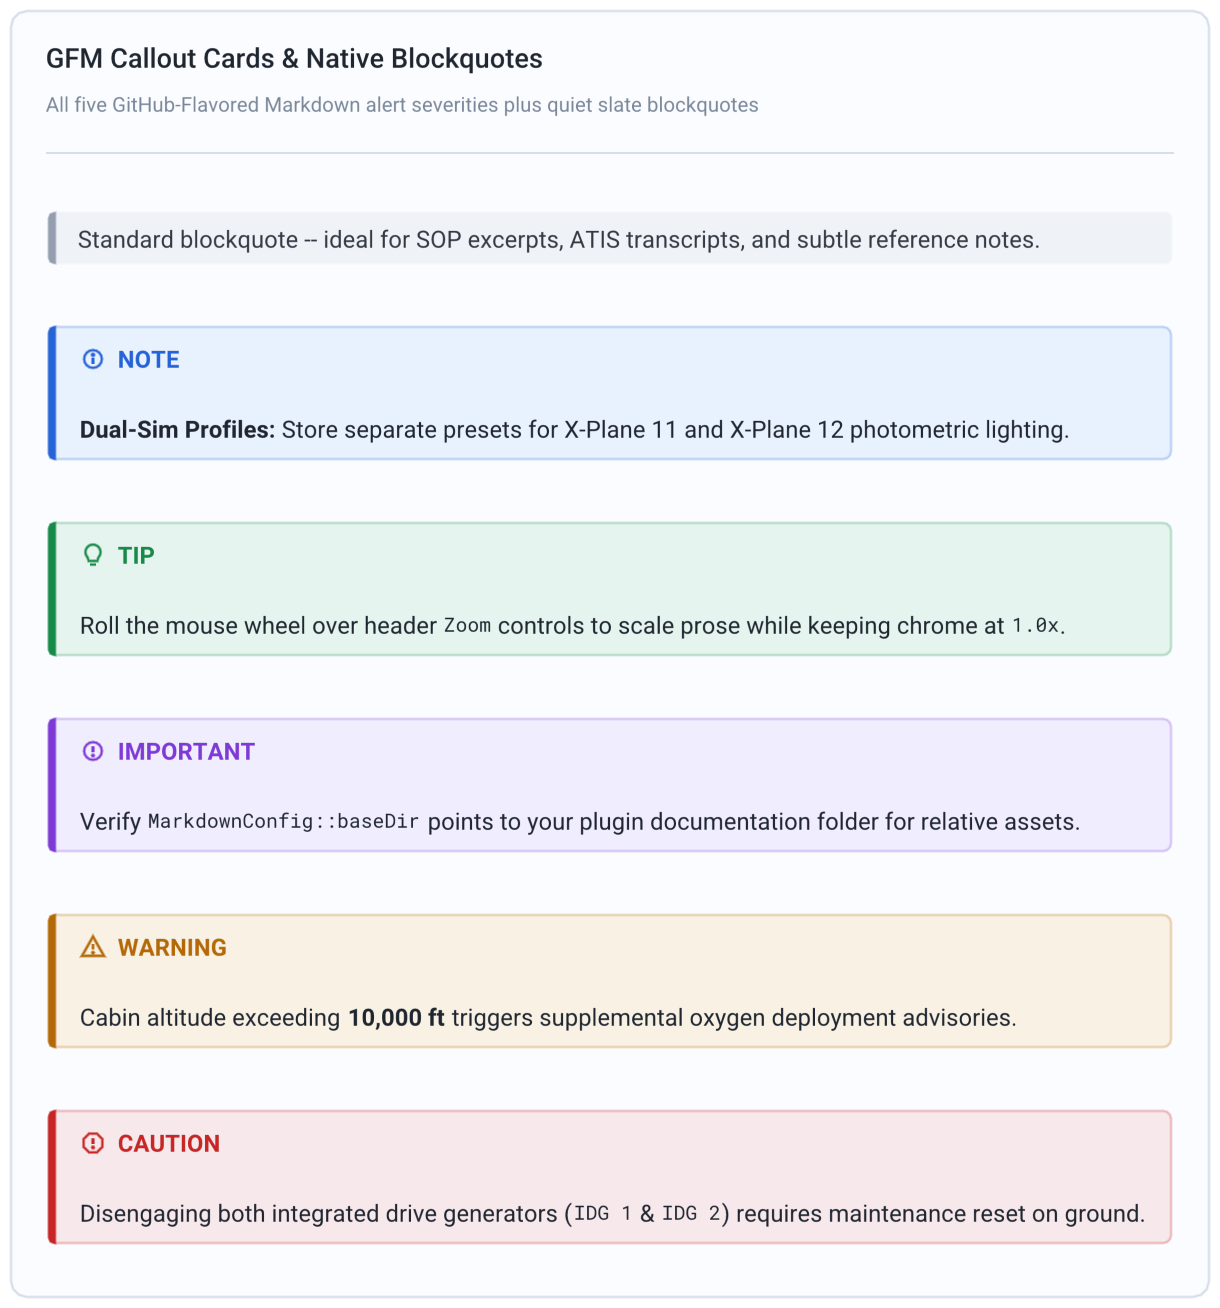 GFM Callout Cards & Native Blockquotes
All five GitHub-Flavored Markdown alert severities plus quiet slate blockquotes
Standard blockquote -- ideal for SOP excerpts, ATIS transcripts, and subtle reference notes.
NOTE
Dual-Sim Profiles: Store separate presets for X-Plane 11 and X-Plane 12 photometric lighting.
TIP
Roll the mouse wheel over header Zoom controls to scale prose while keeping chrome at 1.0x.
IMPORTANT
Verify MarkdownConfig::baseDir points to your plugin documentation folder for relative assets.
WARNING
Cabin altitude exceeding 10,000 ft triggers supplemental oxygen deployment advisories.
CAUTION
Disengaging both integrated drive generators (IDG 1 & IDG 2) requires maintenance reset on ground.